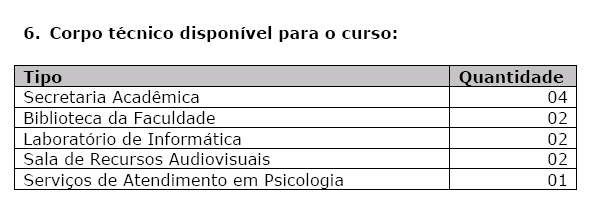 6. Corpo técnico disponível para o curso:
Tipo Quantidade
Secretaria Acadêmica 04
Biblioteca da Faculdade 02
Laboratório de Informática 02
Sala de Recursos Audiovisuais 02
Serviços de Atendimento em Psicologia 01